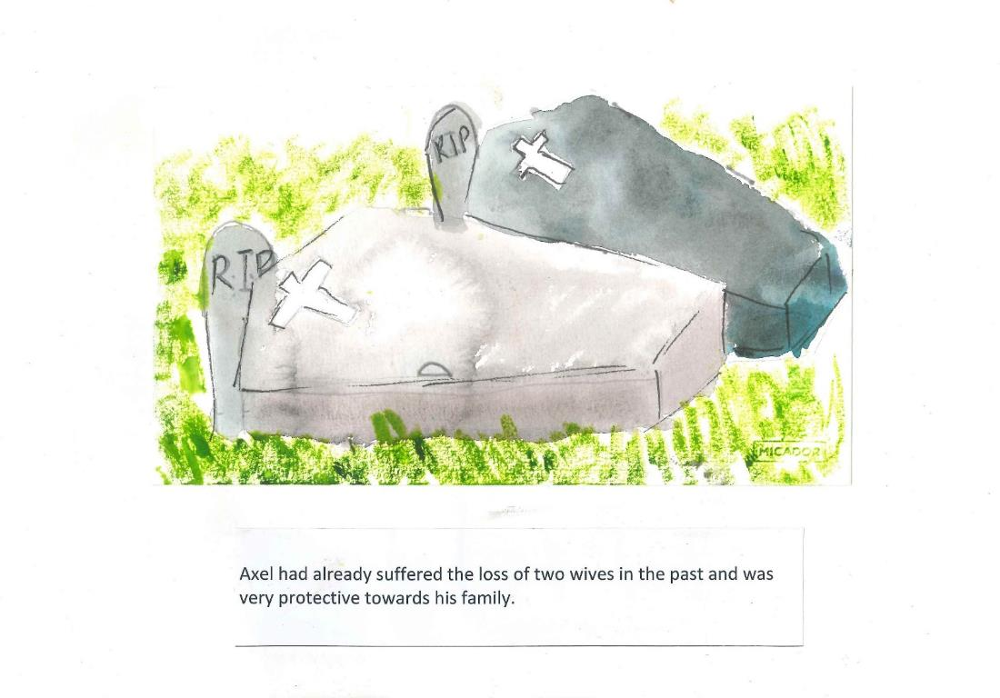 RIP
RIP
MICADOR
Axel had already suffered the loss of two wives in the past and was
very protective towards his family.